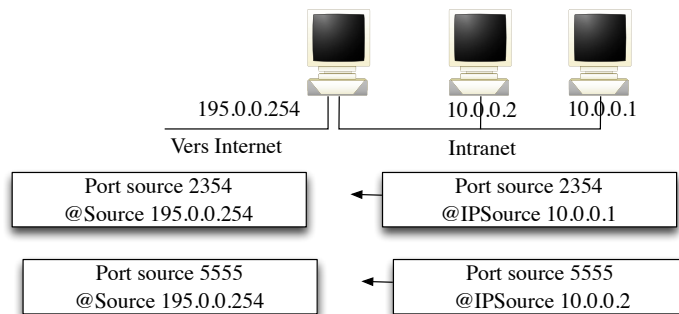 195.0.0.254
10.0.0.2
10.0.0.1
Vers Internet
Intranet
Port source 2354
@Source 195.0.0.254
Port source 2354
@IPSource 10.0.0.1
Port source 5555
@Source 195.0.0.254
Port source 5555
@IPSource 10.0.0.2